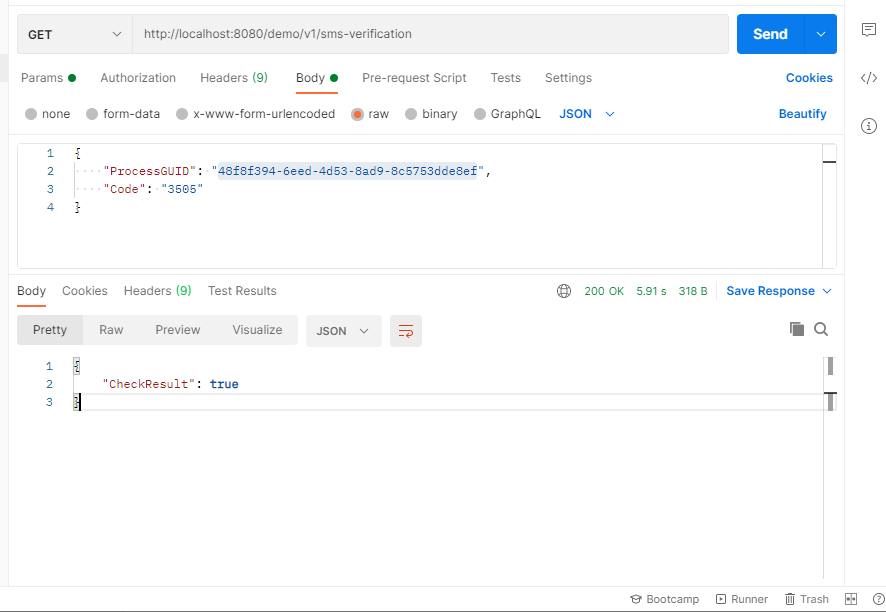 GET http://localhost:8080/demo/v1/sms-verification Send
Params Authorization Headers (9) Body Pre-request Script Tests Settings Cookies
none form-data x-www-form-urlencoded raw binary GraphQL JSON Beautify
1 {
2 ····"ProcessGUID":·"48f8f394-6eed-4d53-8ad9-8c5753dde8ef",
3 ····"Code":·"3505"
4 }
Body Cookies Headers (9) Test Results 200 OK 5.91 s 318 B Save Response
Pretty Raw Preview Visualize JSON
1 {
2 "CheckResult": true
3 }
Bootcamp Runner Trash